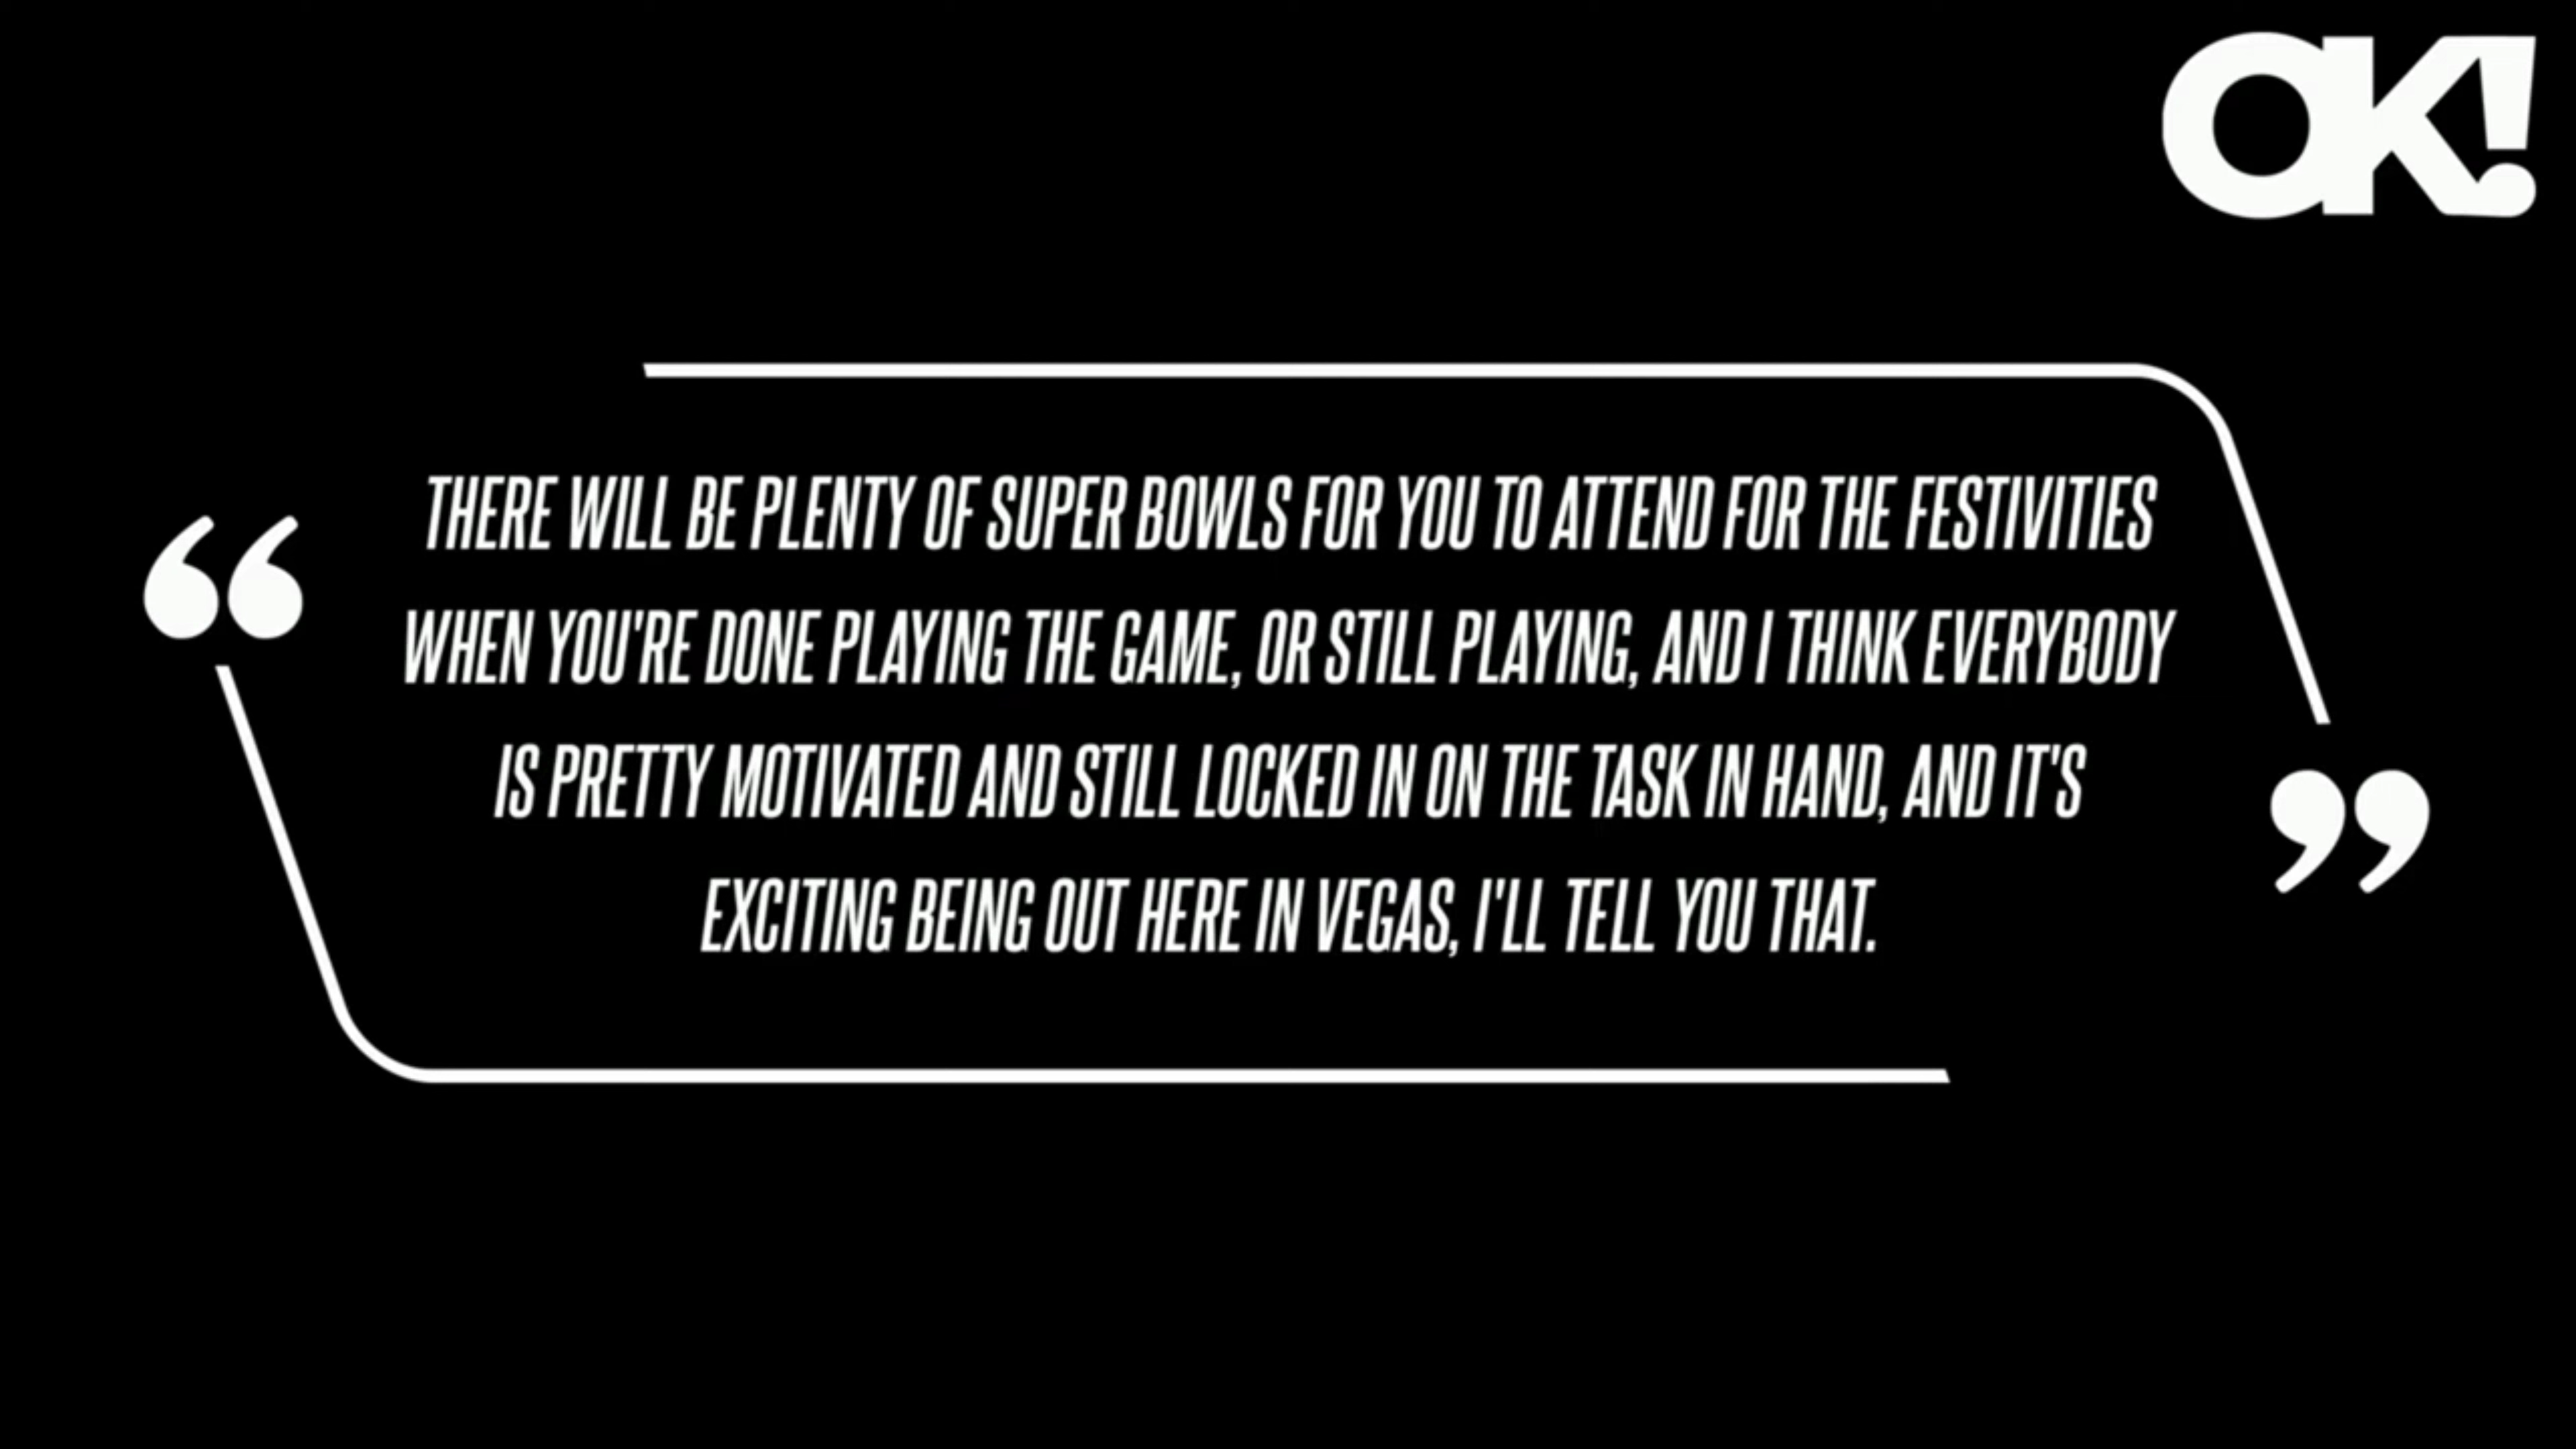 OK!
“
THERE WILL BE PLENTY OF SUPER BOWLS FOR YOU TO ATTEND FOR THE FESTIVITIES
WHEN YOU'RE DONE PLAYING THE GAME, OR STILL PLAYING, AND I THINK EVERYBODY
IS PRETTY MOTIVATED AND STILL LOCKED IN ON THE TASK IN HAND, AND IT'S
EXCITING BEING OUT HERE IN VEGAS, I'LL TELL YOU THAT.
”